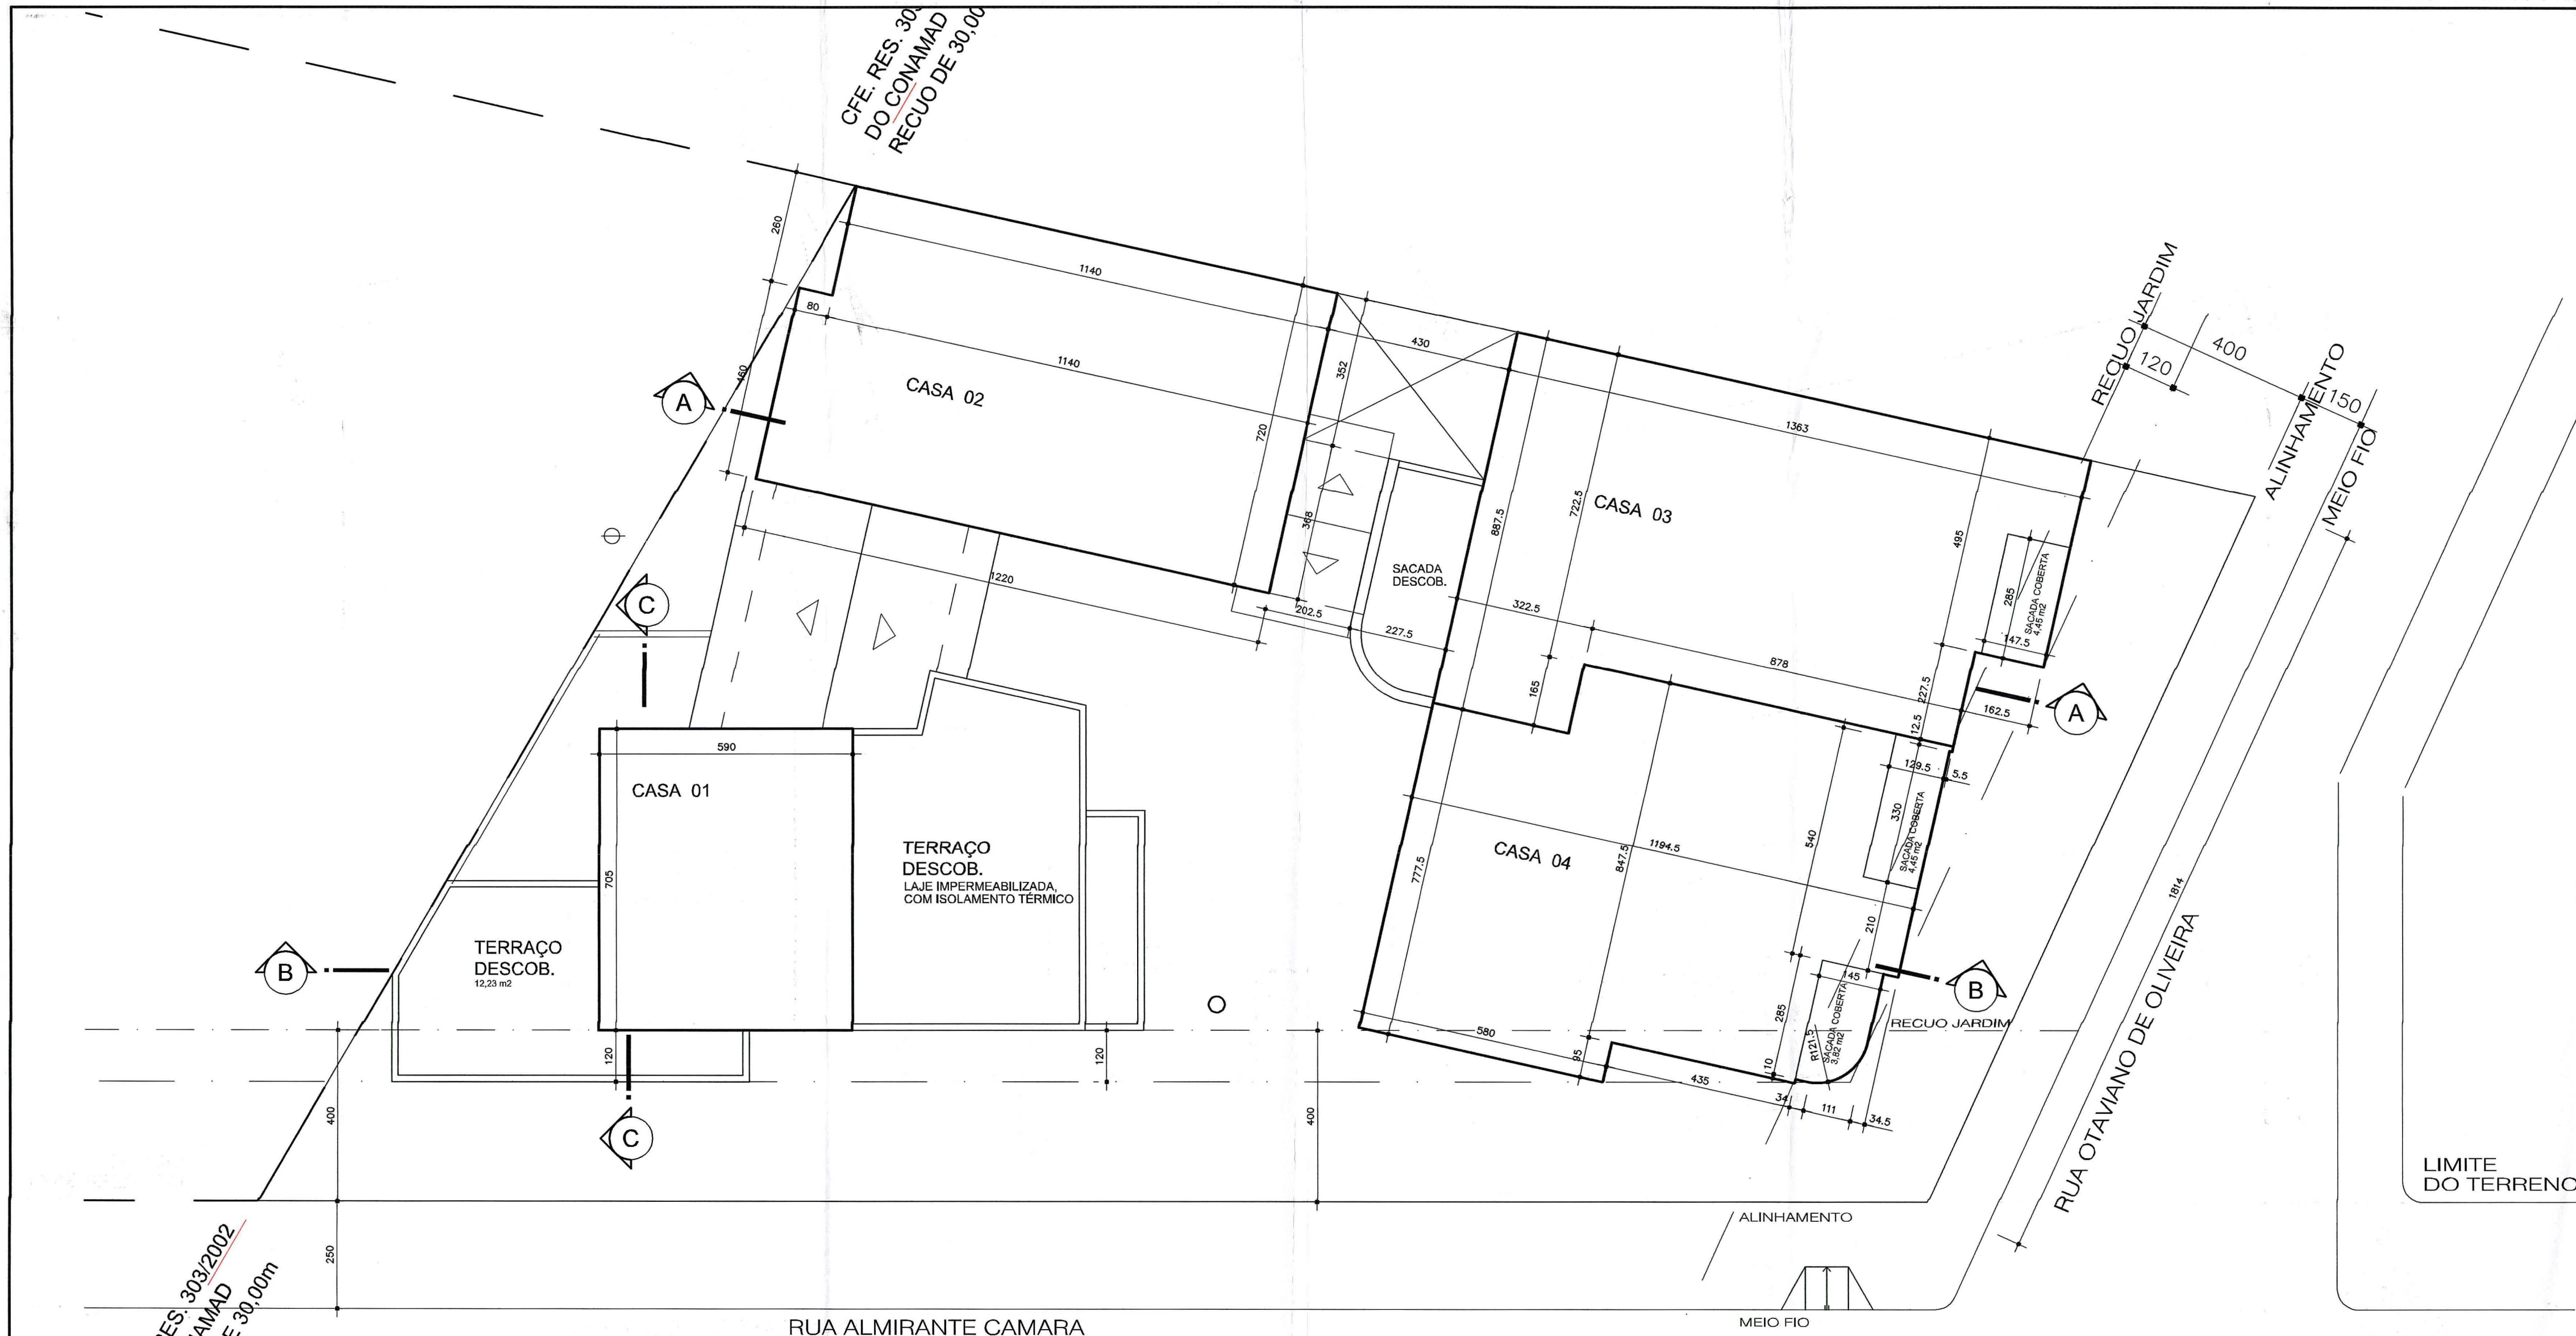 CFE. RES. 303
DO CONAMAD
RECUO DE 30,00
260
1140
80
1140
460
CASA 02
720
352
430
368
1220
202.5
227.5
SACADA
DESCOB.
A
CASA 03
1363
887.5
722.5
322.5
165
878
495
285
SACADA COBERTA
4,45 m2
147.5
227.5
162.5
12.5
A
RECUO JARDIM
400
120
ALINHAMENTO
150
MEIO FIO
C
590
CASA 01
705
TERRAÇO
DESCOB.
LAJE IMPERMEABILIZADA,
COM ISOLAMENTO TÉRMICO
TERRAÇO
DESCOB.
12,23 m2
B
120
120
C
400
400
250
CASA 04
1194.5
777.5
847.5
540
129.5
5.5
330
SACADA COBERTA
4,45 m2
210
145
285
R121.5
SACADA COBERTA
3,82 m2
B
RECUO JARDIM
580
95
435
10
34
111
34.5
1814
RUA OTAVIANO DE OLIVEIRA
LIMITE
DO TERRENO
ALINHAMENTO
MEIO FIO
RUA ALMIRANTE CAMARA
RES. 303/2002
NAMAD
E 30,00m